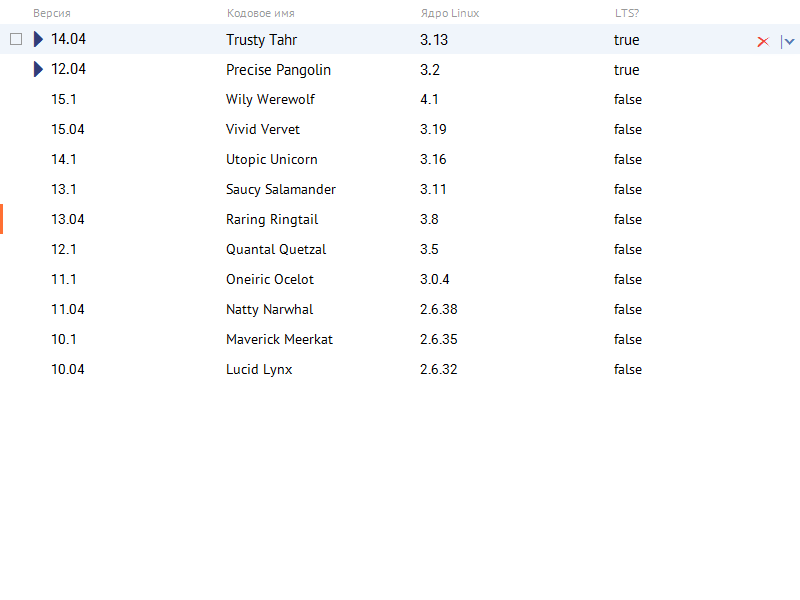 Версия Кодовое имя Ядро Linux LTS?
14.04 Trusty Tahr 3.13 true
12.04 Precise Pangolin 3.2 true
15.1 Wily Werewolf 4.1 false
15.04 Vivid Vervet 3.19 false
14.1 Utopic Unicorn 3.16 false
13.1 Saucy Salamander 3.11 false
13.04 Raring Ringtail 3.8 false
12.1 Quantal Quetzal 3.5 false
11.1 Oneiric Ocelot 3.0.4 false
11.04 Natty Narwhal 2.6.38 false
10.1 Maverick Meerkat 2.6.35 false
10.04 Lucid Lynx 2.6.32 false